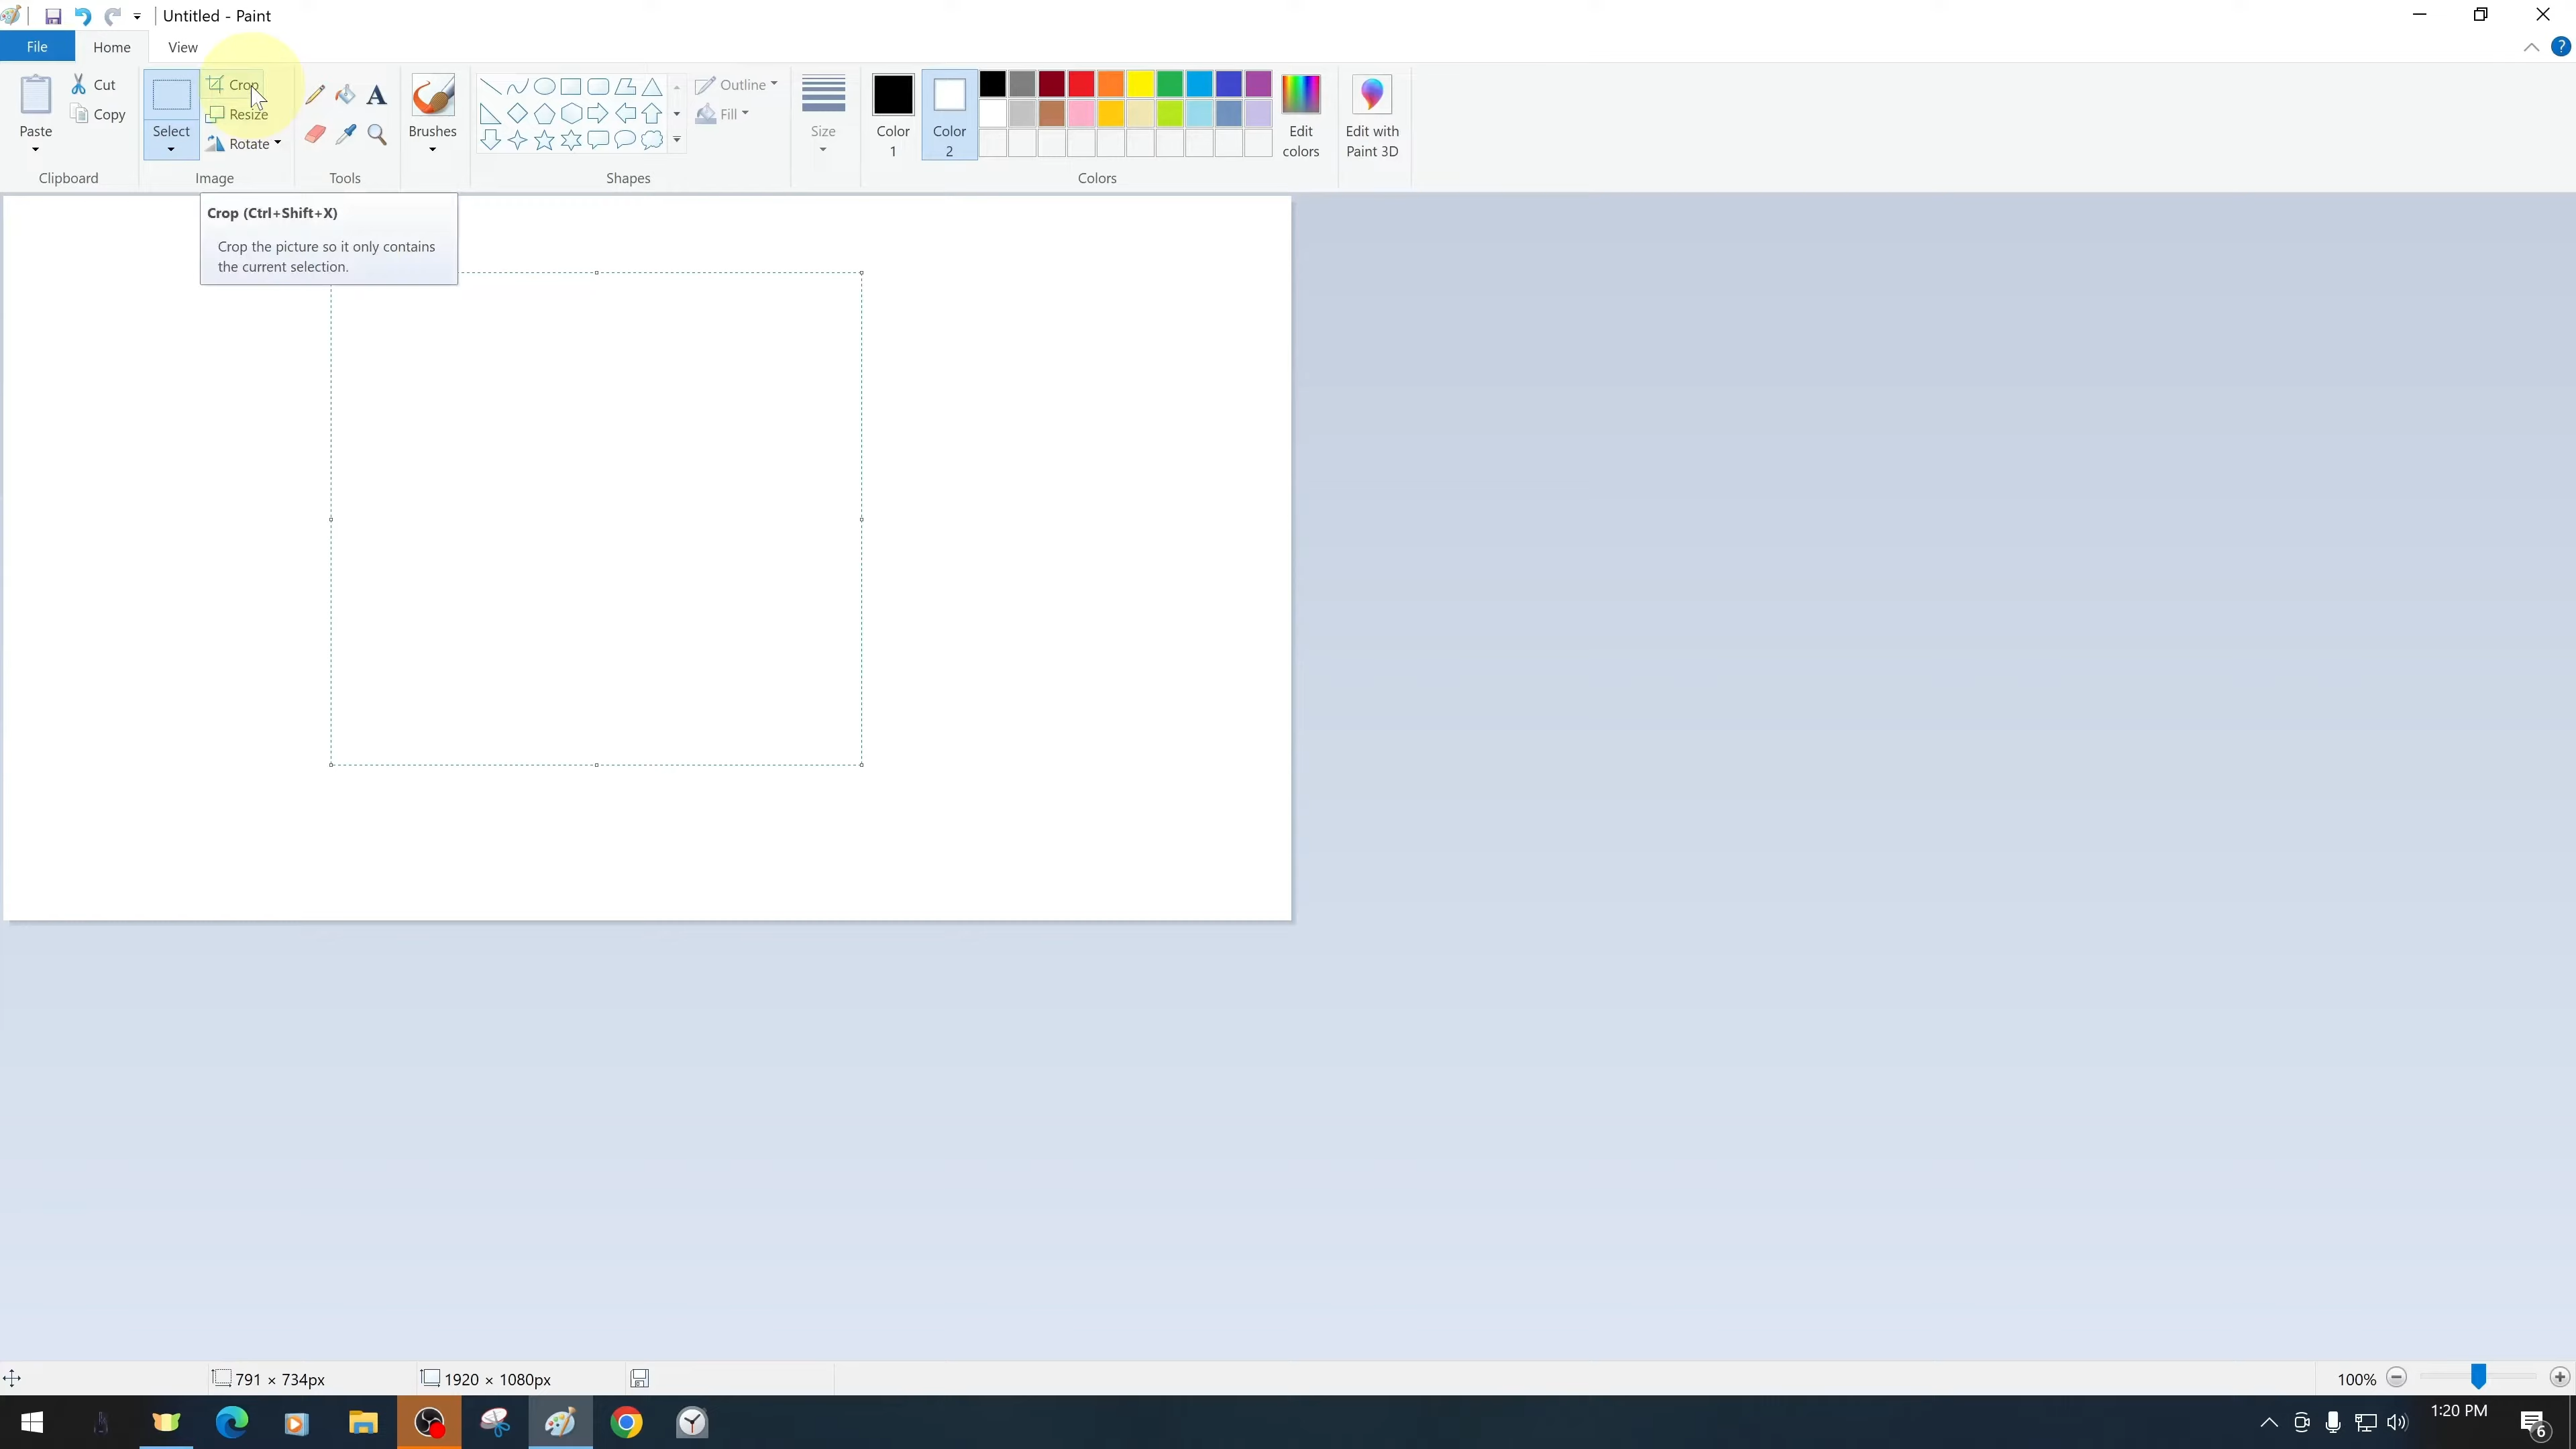 Untitled - Paint
File
Home
View
Paste
Cut
Copy
Clipboard
Select
Crop
Resize
Rotate
Image
A
Tools
Brushes
Outline
Fill
Shapes
Size
Color
1
Color
2
Edit
colors
Colors
Edit with
Paint 3D
Crop (Ctrl+Shift+X)
Crop the picture so it only contains
the current selection.
791 × 734px
1920 × 1080px
100%
1:20 PM
6